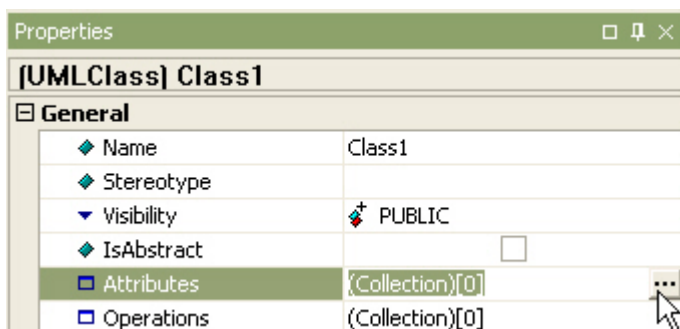 Properties
(UMLClass) Class1
General
Name Class1
Stereotype
Visibility PUBLIC
IsAbstract
Attributes (Collection)[0] ...
Operations (Collection)[0]